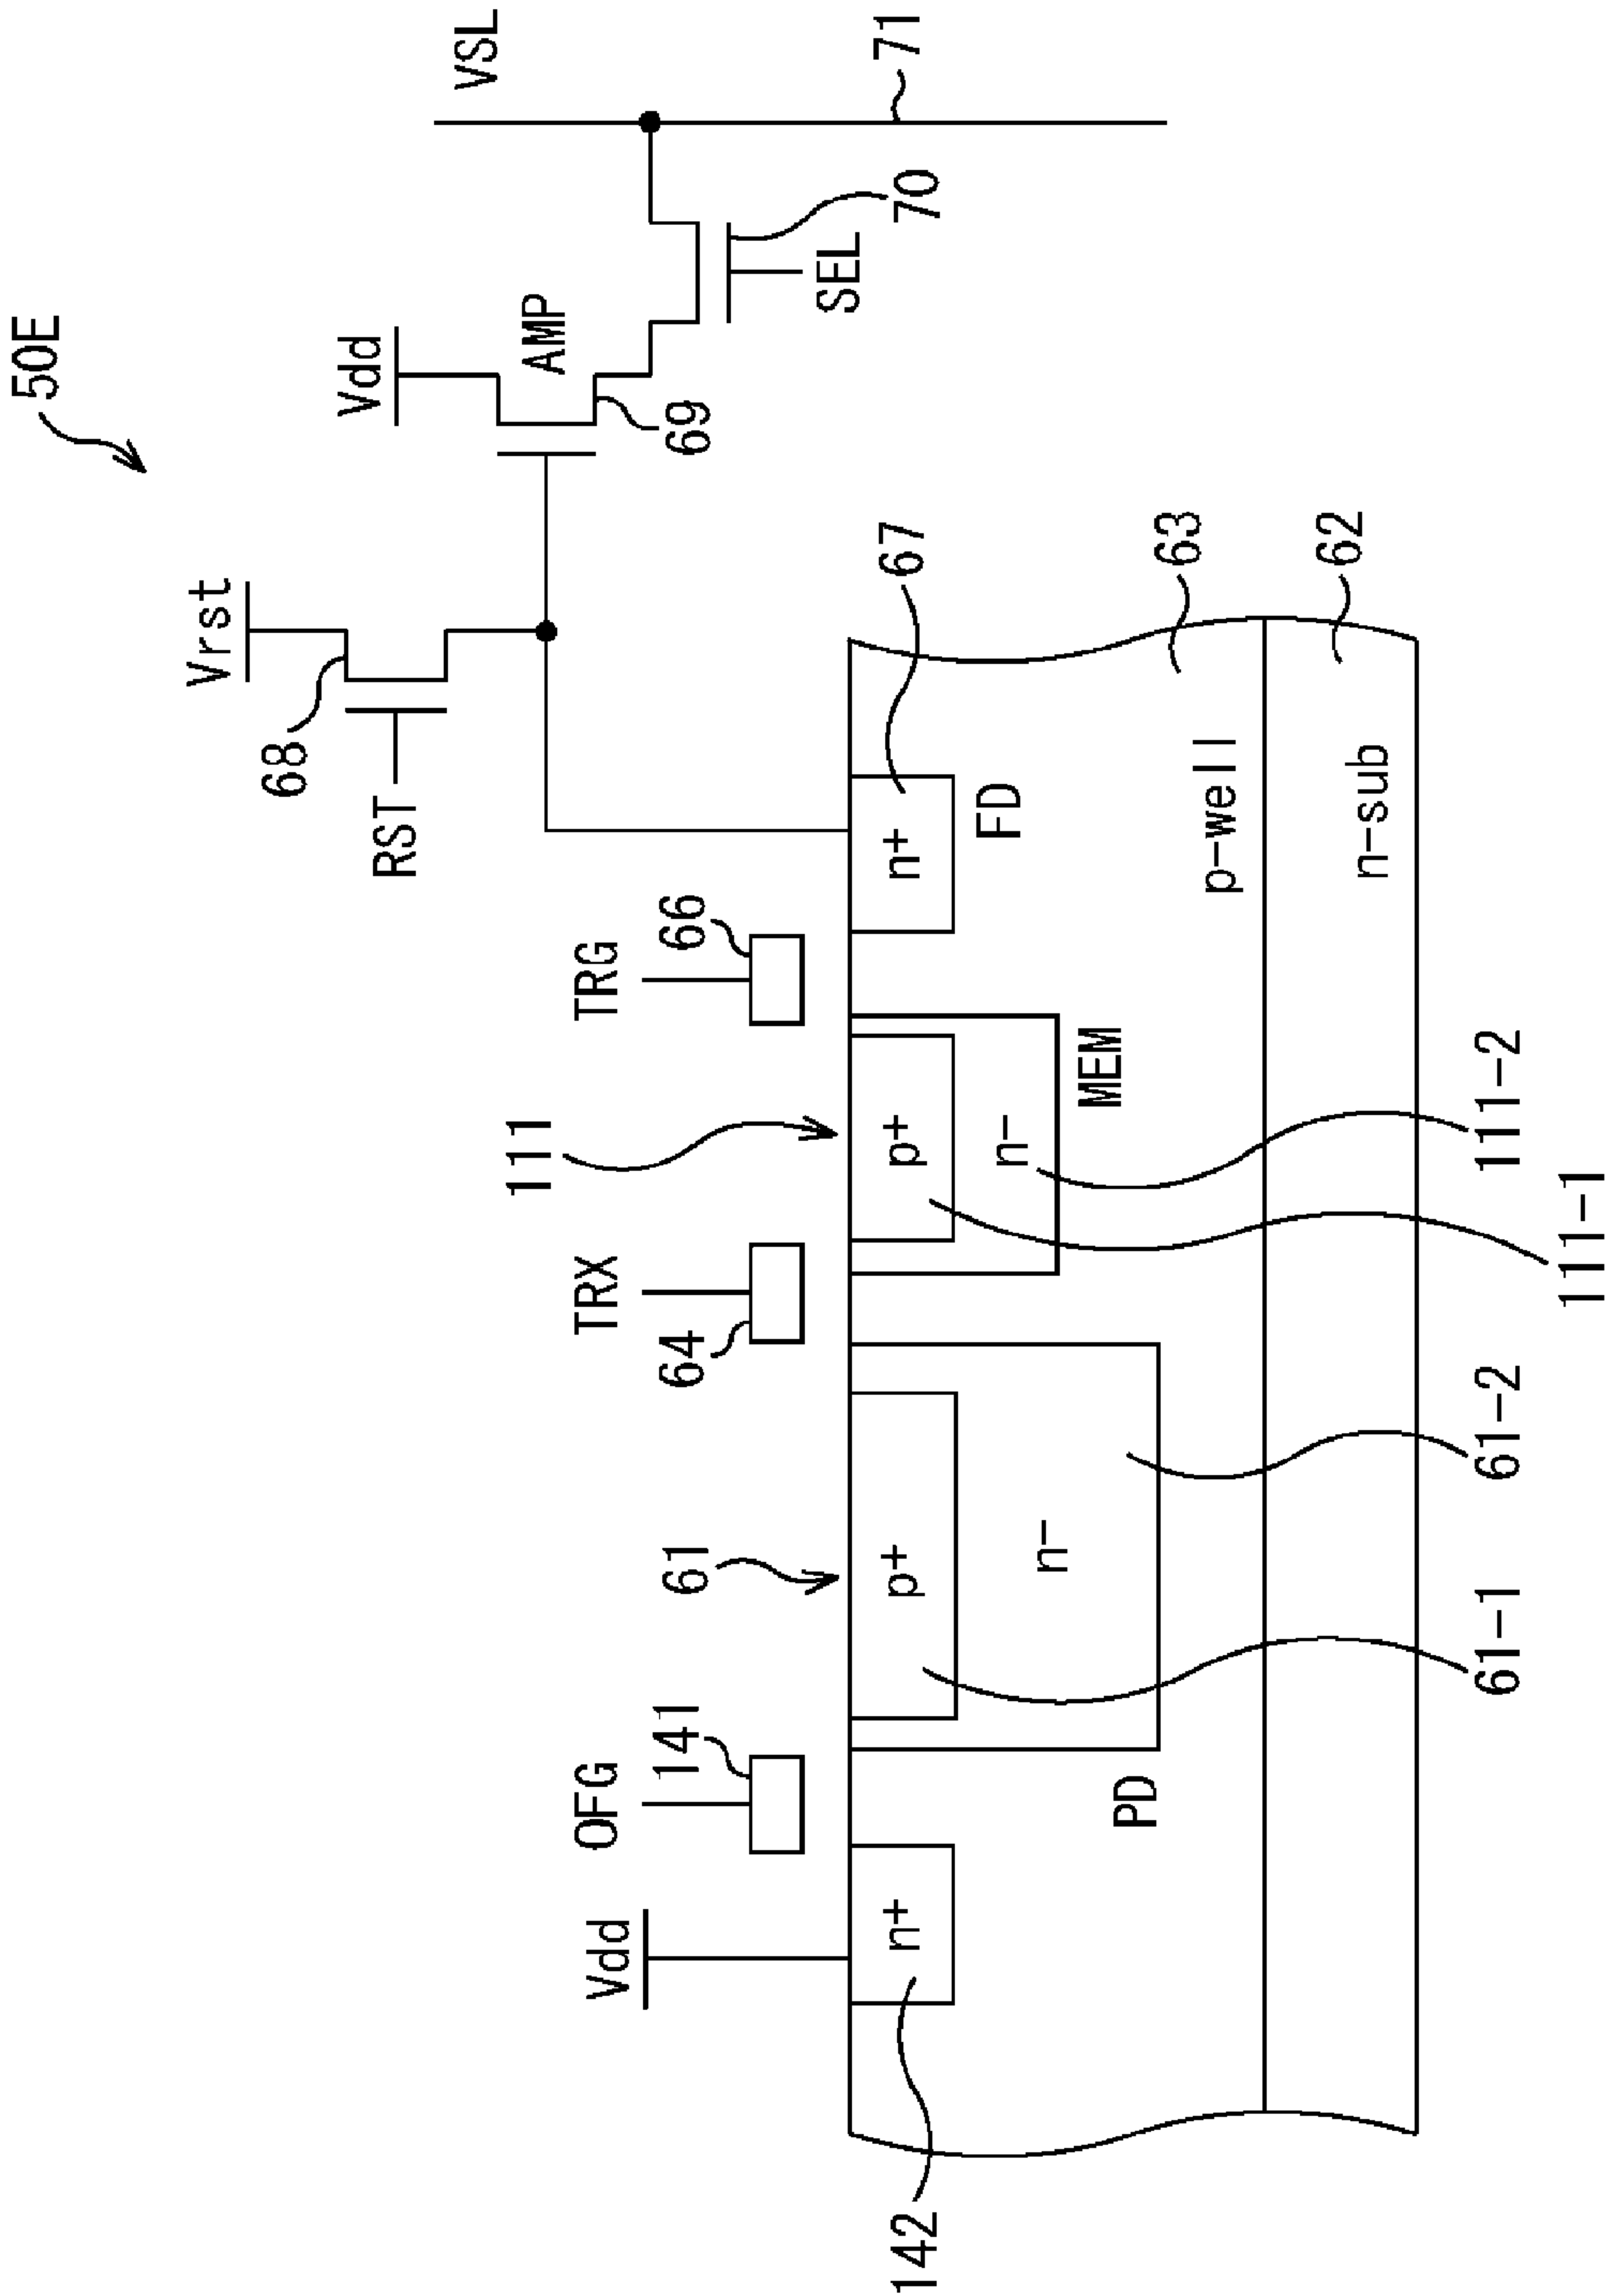 50E
VSL
Vdd
Vrst
AMP
68
69
RST
70
SEL
71
Vdd
OFG
141
61
TRX
64
111
TRG
66
67
n+
p+
p+
n+
n-
n-
FD
MEM
PD
63
p-well
62
n-sub
142
61-1
61-2
111-2
111-1